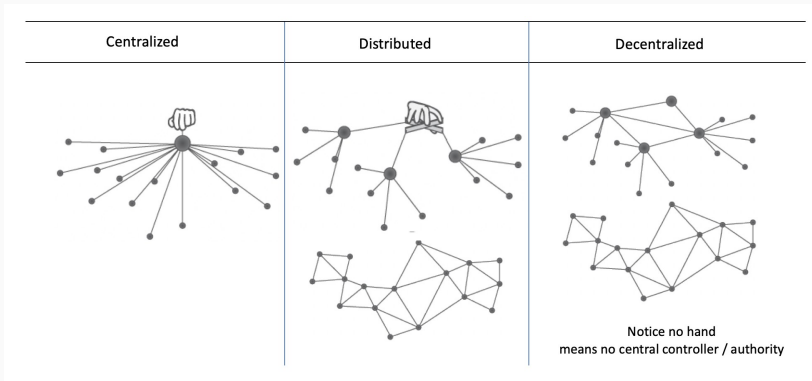 Centralized
Distributed
Decentralized
Notice no hand
means no central controller / authority